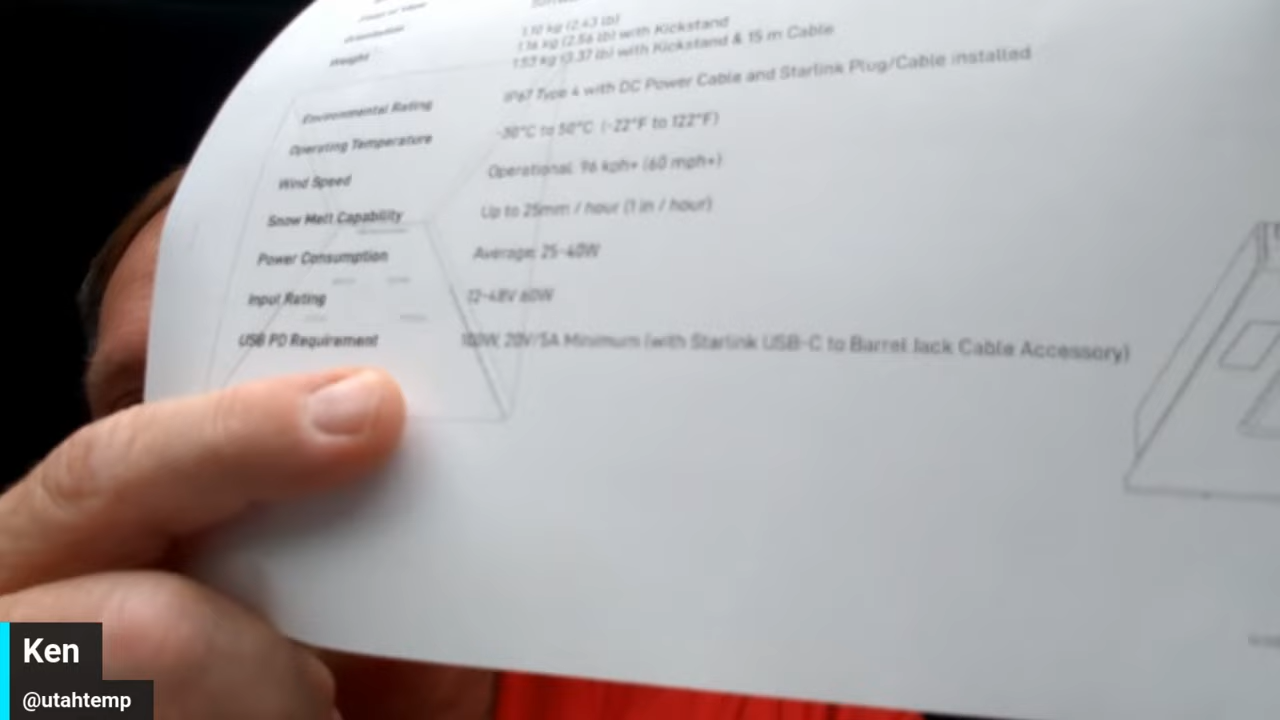 1.10 kg (2.43 lb)
1.16 kg (2.56 lb) with Kickstand
Weight 1.53 kg (3.37 lb) with Kickstand & 15 m Cable
Environmental Rating IP67 Type 4 with DC Power Cable and Starlink Plug/Cable installed
Operating Temperature -30°C to 50°C (-22°F to 122°F)
Wind Speed Operational: 96 kph+ (60 mph+)
Snow Melt Capability Up to 25mm / hour (1 in / hour)
Power Consumption Average: 25-40W
Input Rating 12-48V 60W
USB PD Requirement 100W, 20V/5A Minimum (with Starlink USB-C to Barrel Jack Cable Accessory)
Ken
@utahtemp